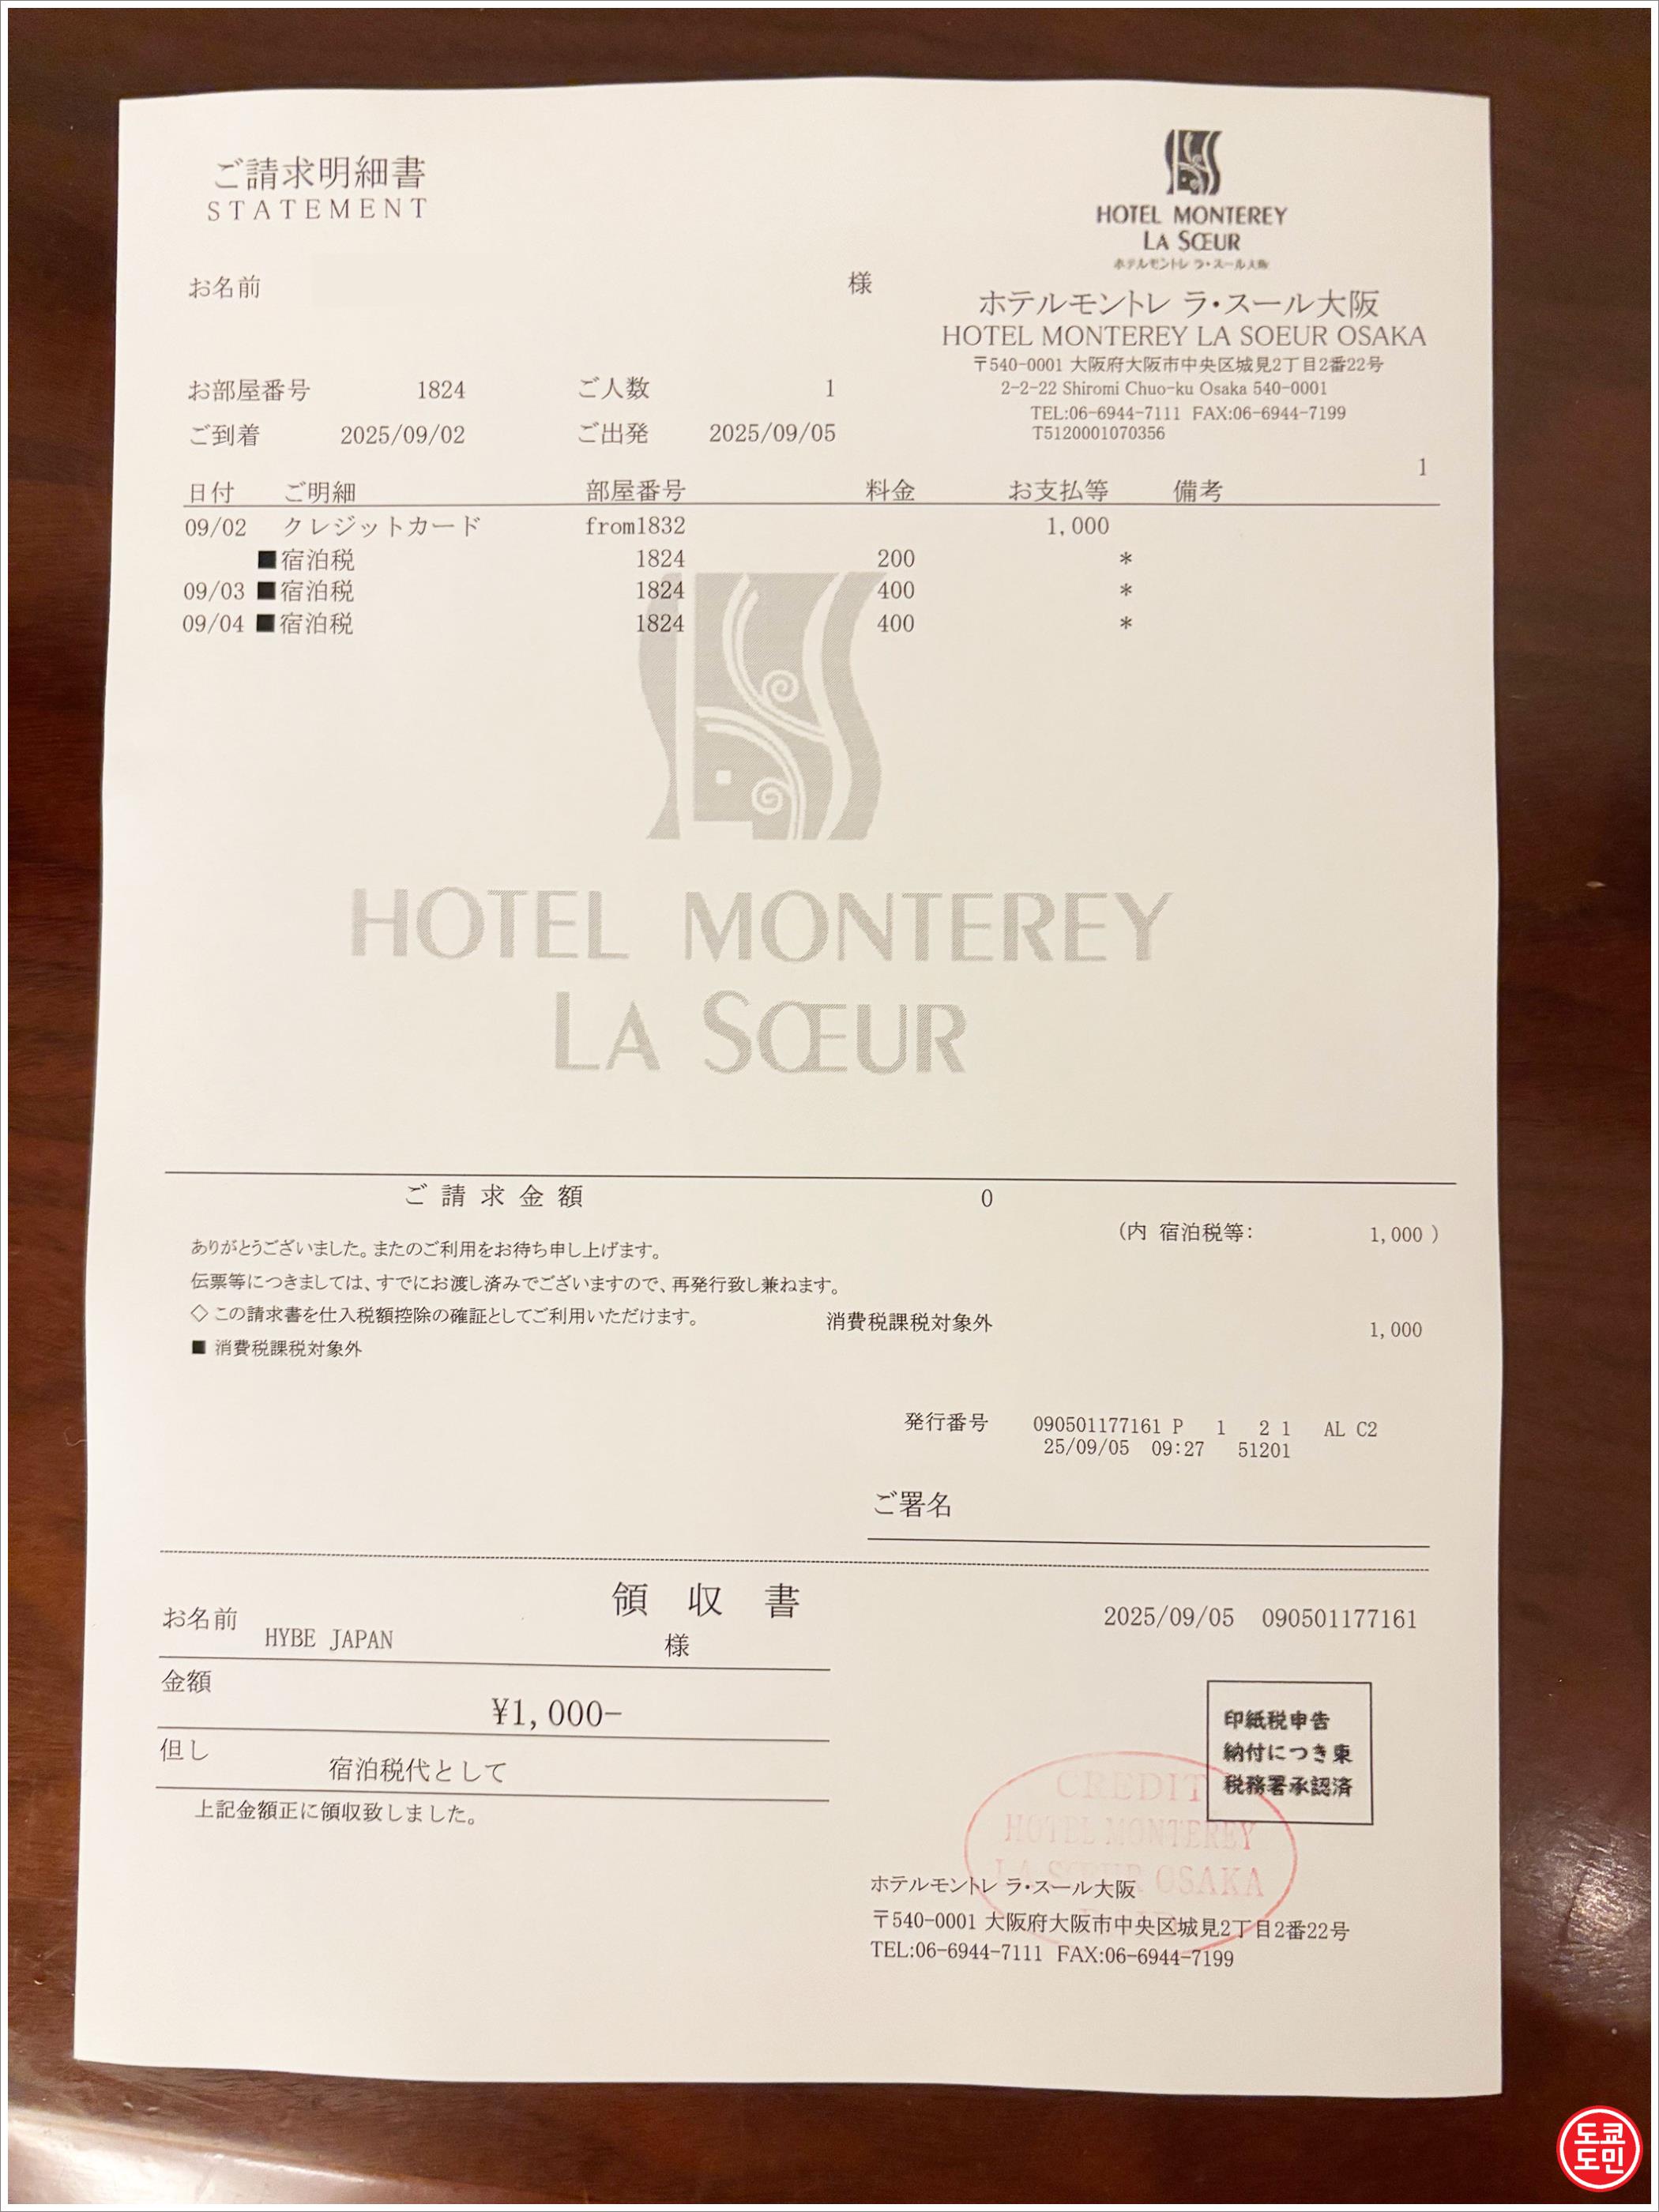 ご請求明細書
STATEMENT
HOTEL MONTEREY
LA SŒUR
ホテルモントレ ラ・スール大阪
お名前 様
ホテルモントレ ラ・スール大阪
HOTEL MONTEREY LA SOEUR OSAKA
〒540-0001 大阪府大阪市中央区城見2丁目2番22号
2-2-22 Shiromi Chuo-ku Osaka 540-0001
TEL:06-6944-7111 FAX:06-6944-7199
T5120001070356
お部屋番号 1824 ご人数 1
ご到着 2025/09/02 ご出発 2025/09/05
1
日付 ご明細 部屋番号 料金 お支払等 備考
09/02 クレジットカード from1832 1,000
■宿泊税 1824 200 *
09/03 ■宿泊税 1824 400 *
09/04 ■宿泊税 1824 400 *
HOTEL MONTEREY
LA SŒUR
ご請求金額 0
(内 宿泊税等: 1,000 )
ありがとうございました。またのご利用をお待ち申し上げます。
伝票等につきましては、すでにお渡し済みでございますので、再発行致し兼ねます。
◇この請求書を仕入税額控除の確証としてご利用いただけます。
消費税課税対象外 1,000
■ 消費税課税対象外
発行番号 090501177161 P 1 2 1 AL C2
25/09/05 09:27 51201
ご署名
領収書
2025/09/05 090501177161
お名前 HYBE JAPAN 様
金額 ¥1,000-
但し 宿泊税代として
上記金額正に領収致しました。
印紙税申告
納付につき東
税務署承認済
CREDIT
HOTEL MONTEREY
LA SŒUR OSAKA
ホテルモントレ ラ・スール大阪
〒540-0001 大阪府大阪市中央区城見2丁目2番22号
TEL:06-6944-7111 FAX:06-6944-7199
도쿄
도민